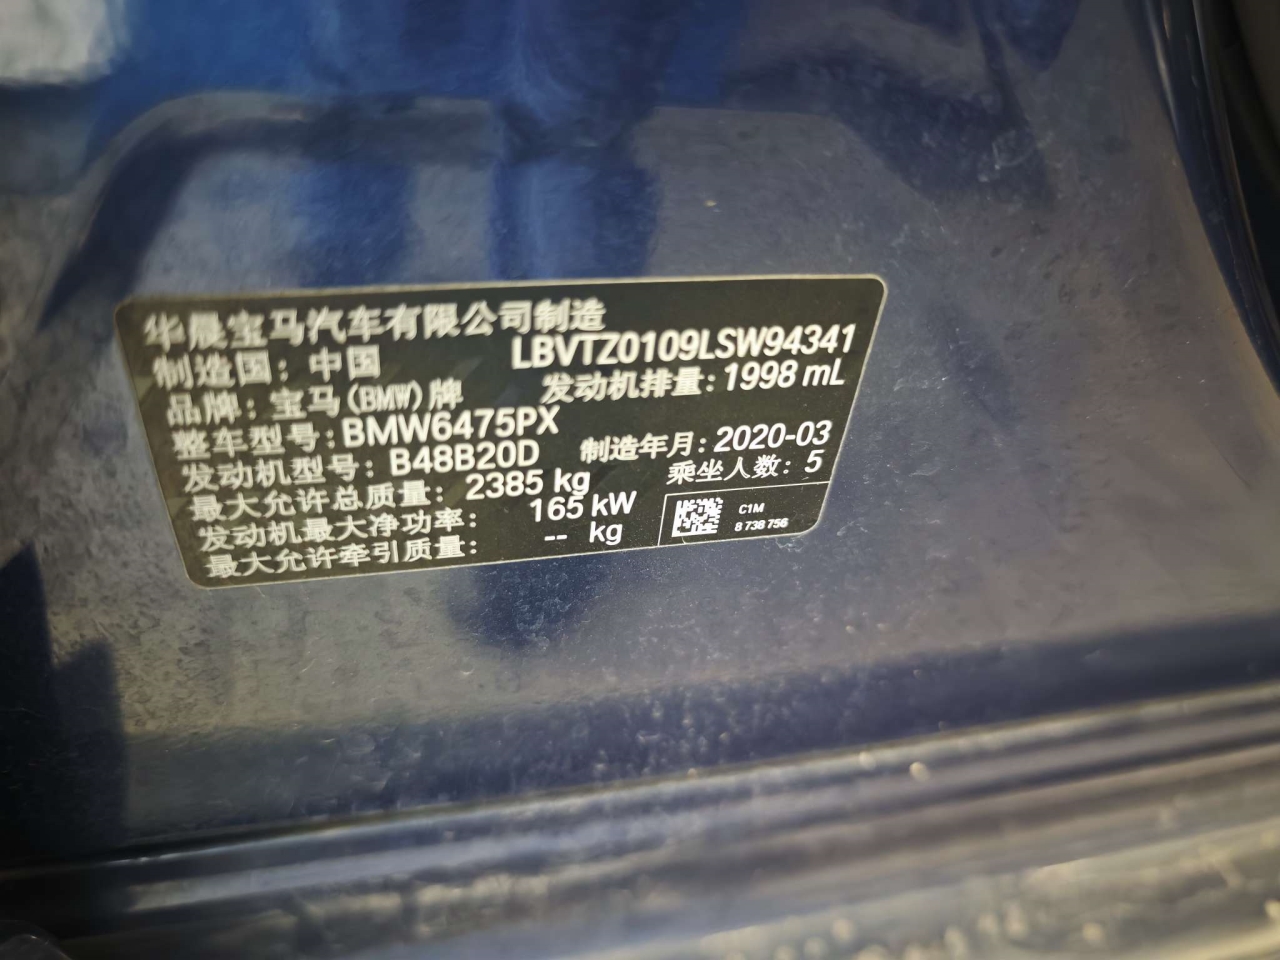 华晨宝马汽车有限公司制造
制造国：中国 LBVTZ0109LSW94341
品牌：宝马(BMW)牌 发动机排量：1998 mL
整车型号：BMW6475PX
发动机型号：B48B20D 制造年月：2020-03
最大允许总质量：2385 kg 乘坐人数：5
发动机最大净功率：165 kW
最大允许牵引质量：-- kg
C1M
8 738 756